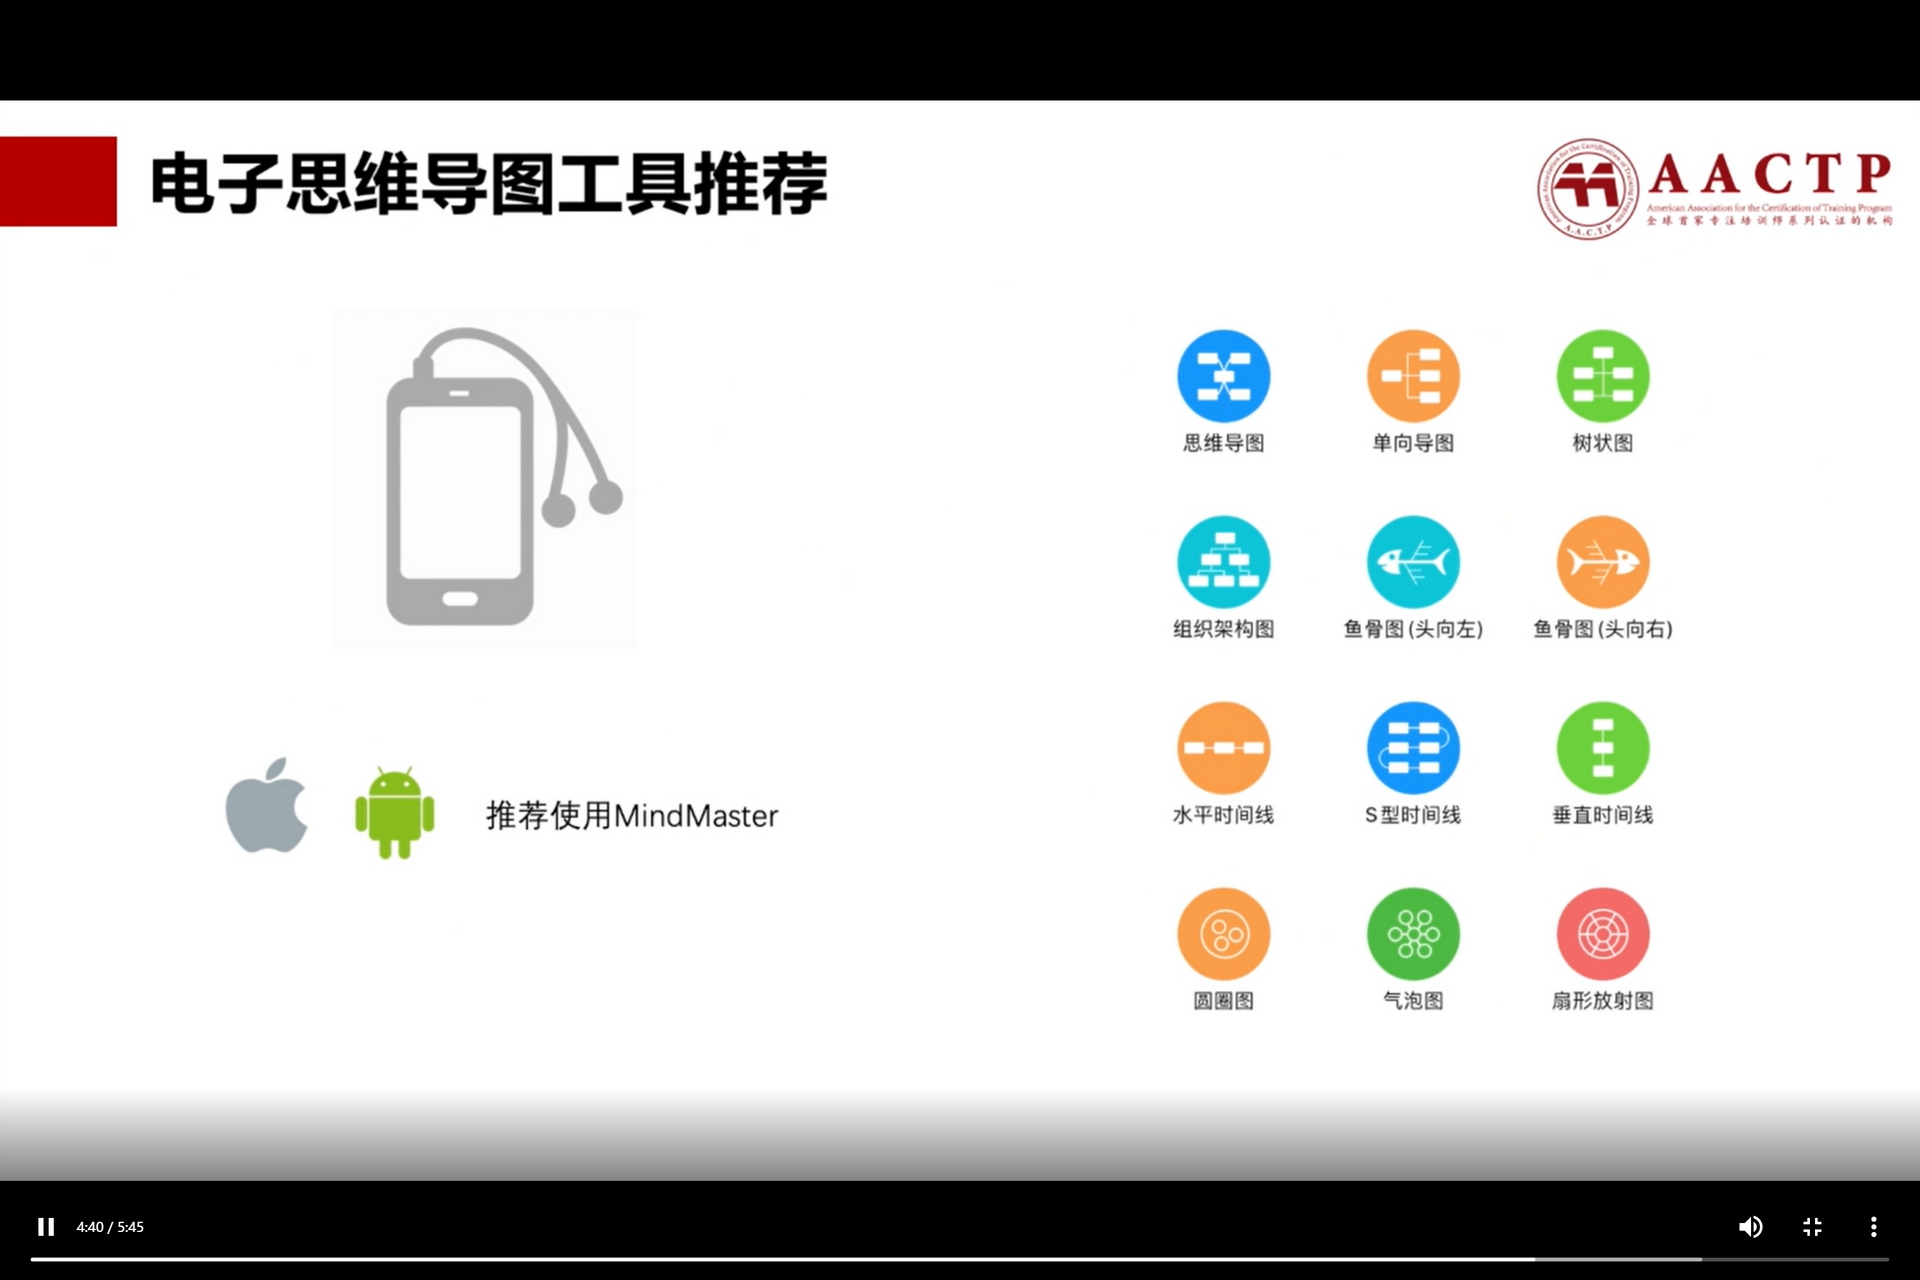 电子思维导图工具推荐
AACTP
American Association for the Certification of Training Program
全球首家专注培训师系列认证的机构
A.A.C.T.P
思维导图
单向导图
树状图
组织架构图
鱼骨图(头向左)
鱼骨图(头向右)
推荐使用MindMaster
水平时间线
S型时间线
垂直时间线
圆圈图
气泡图
扇形放射图
4:40 / 5:45